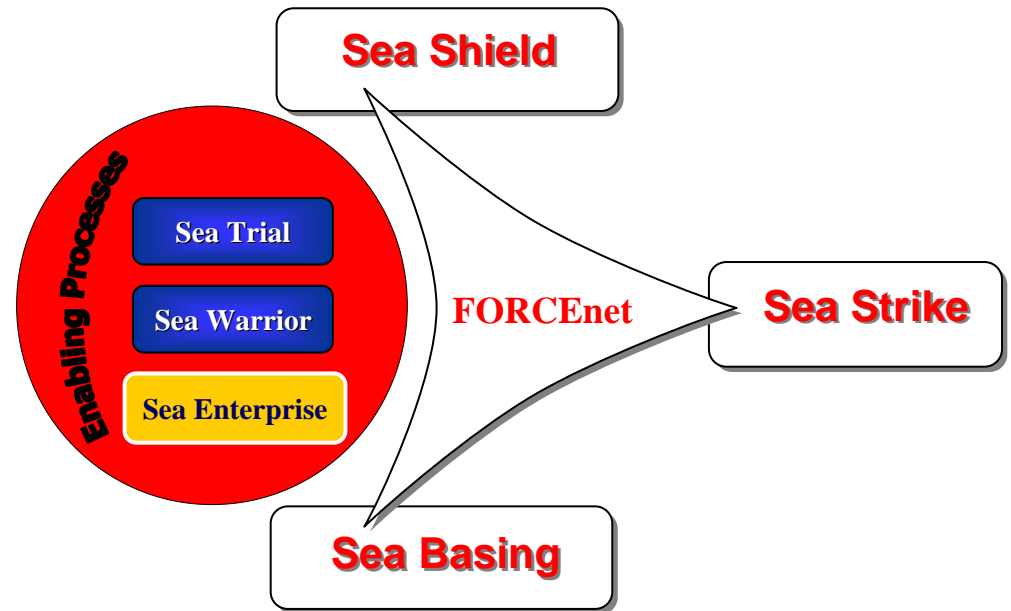 Sea Shield
Enabling Processes
Sea Trial
Sea Warrior
Sea Enterprise
FORCEnet
Sea Strike
Sea Basing